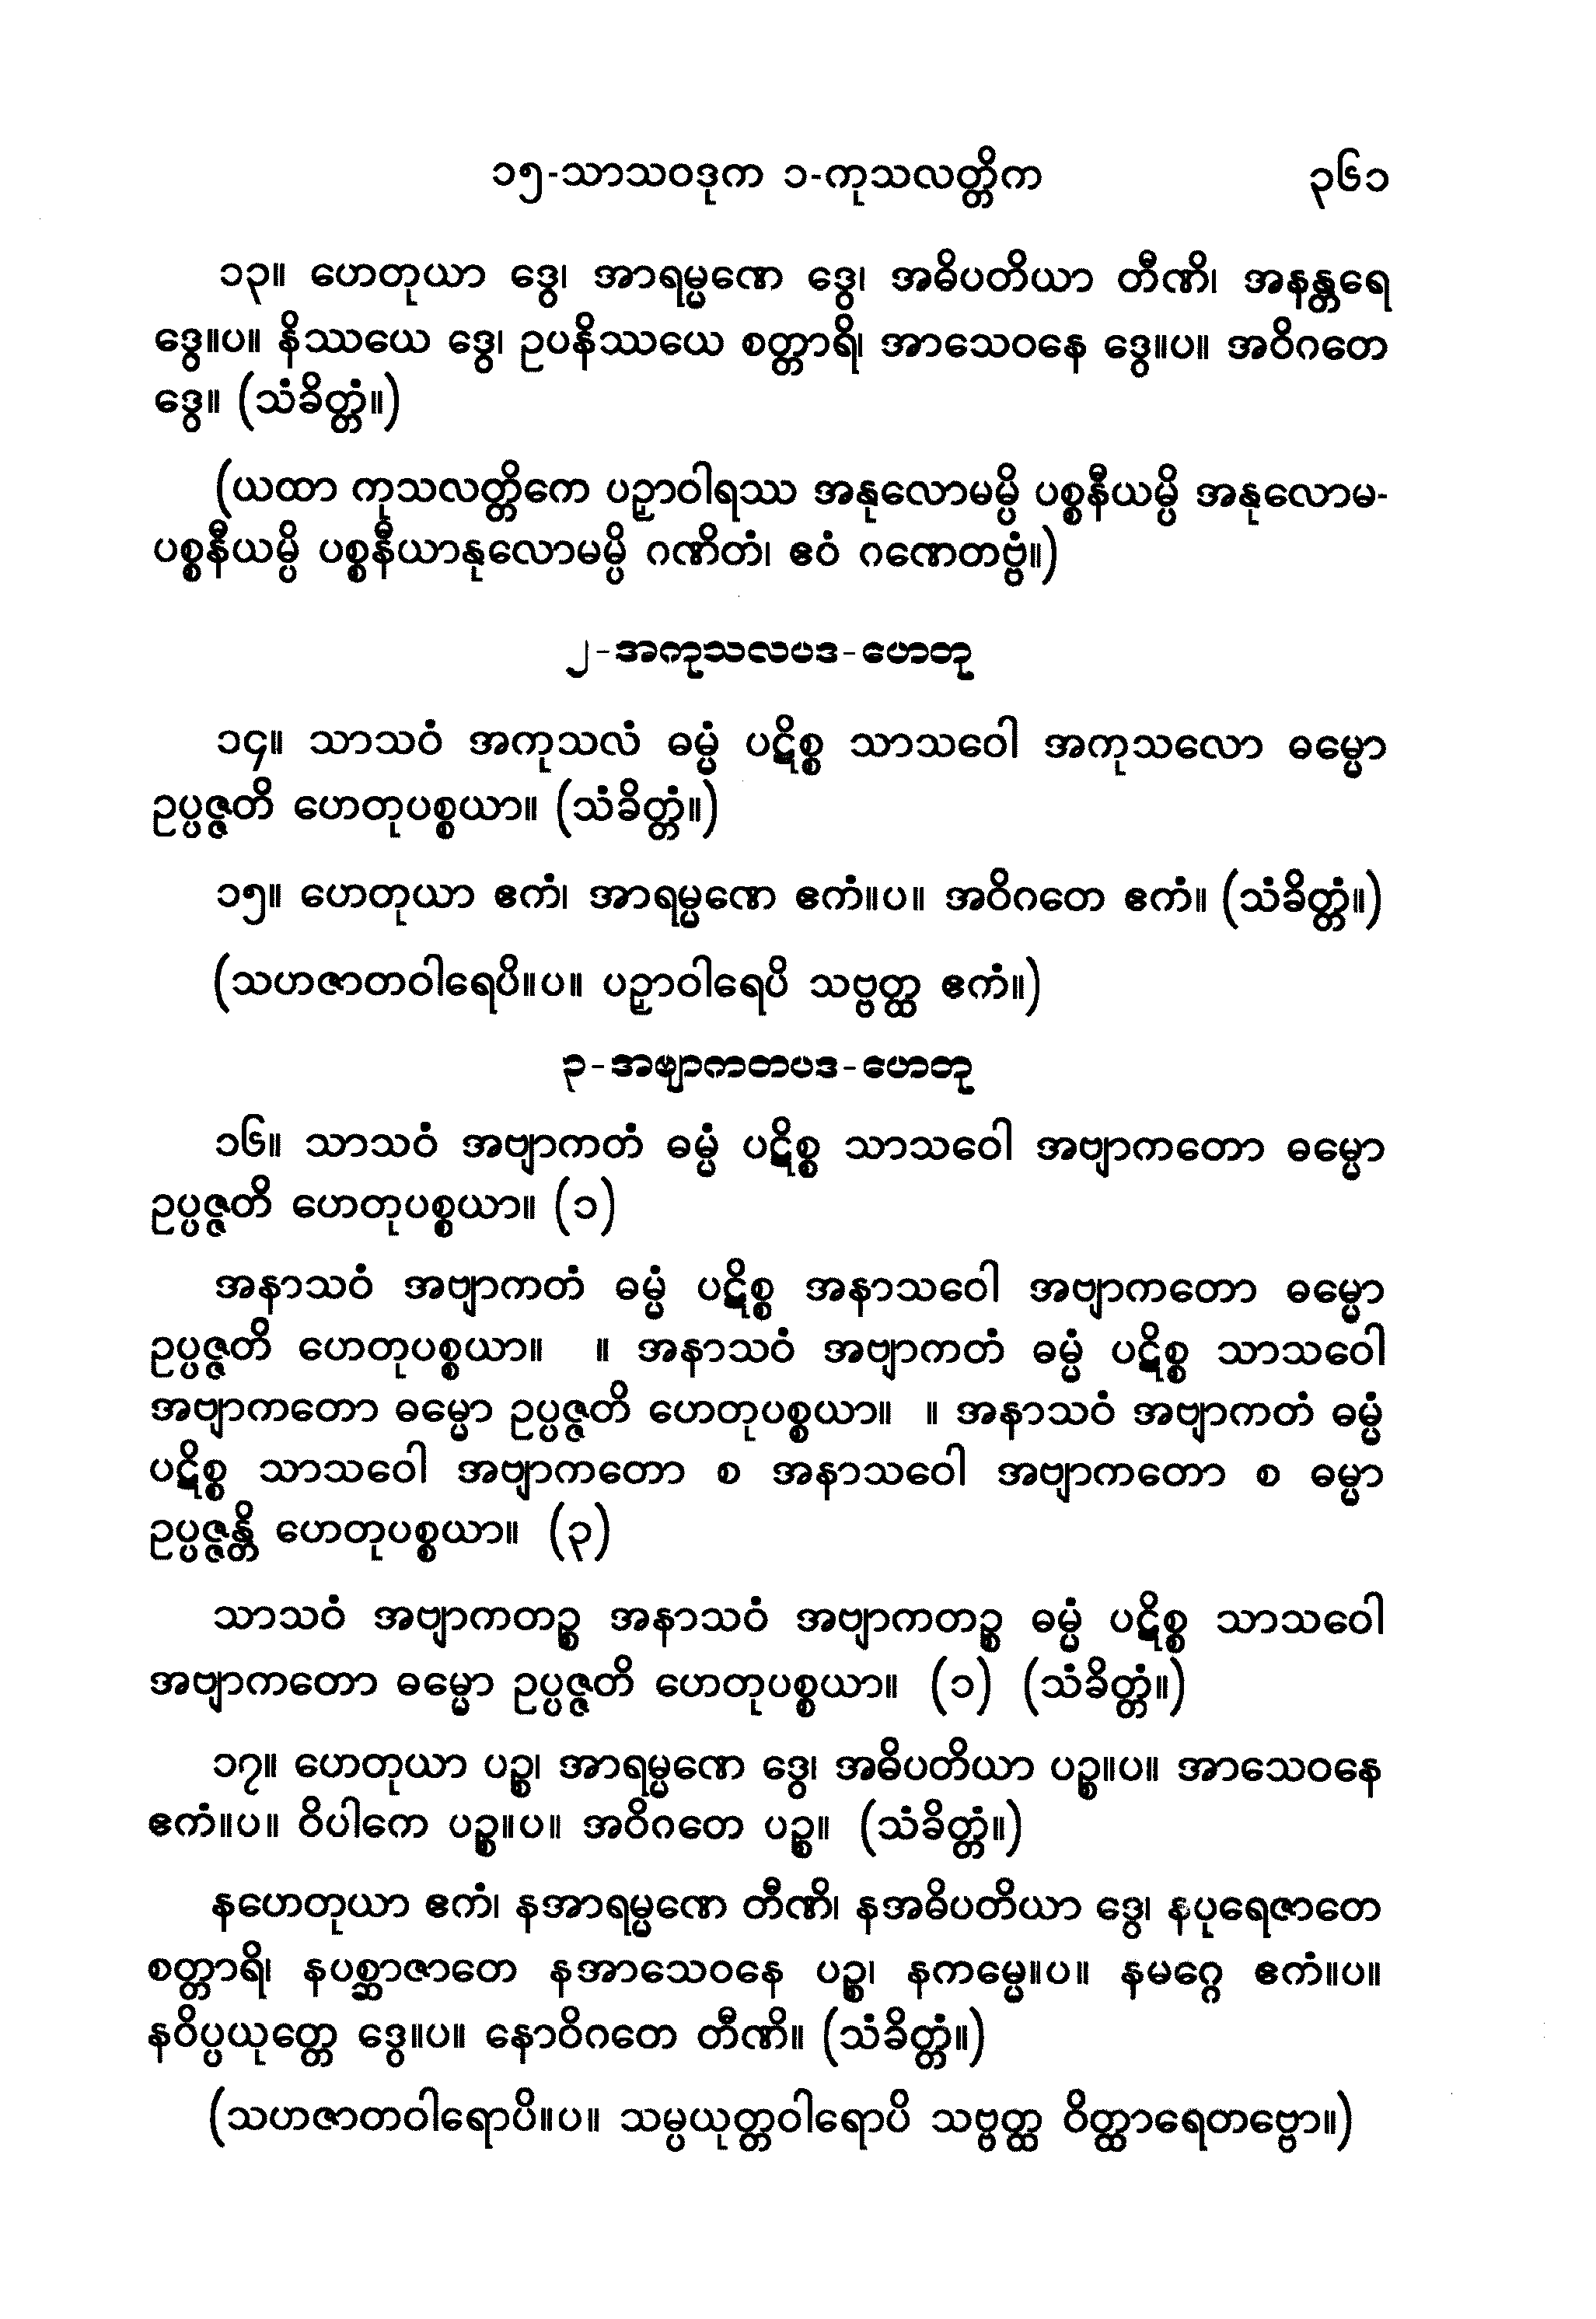 ၁၅-သာသဝဒုက ၁-ကုသလတ္တိက ၃၆၁
၁၃။ ဟေတုယာ ဒွေ၊ အာရမ္မဏေ ဒွေ၊ အဓိပတိယာ တီဏိ၊ အနန္တရေ
ဒွေ။ပ။ နိဿယေ ဒွေ၊ ဥပနိဿယေ စတ္တာရိ၊ အာသေဝနေ ဒွေ။ပ။ အဝိဂတေ
ဒွေ။ (သံခိတ္တံ။)
(ယထာ ကုသလတ္တိကေ ပဉှာဝါရဿ အနုလောမမ္ပိ ပစ္စနီယမ္ပိ အနုလောမ-
ပစ္စနီယမ္ပိ ပစ္စနီယာနုလောမမ္ပိ ဂဏိတံ၊ ဧဝံ ဂဏေတဗ္ဗံ။)
၂-အကုသလပဒ-ဟေတု
၁၄။ သာသဝံ အကုသလံ ဓမ္မံ ပဋိစ္စ သာသဝေါ အကုသလော ဓမ္မော
ဥပ္ပဇ္ဇတိ ဟေတုပစ္စယာ။ (သံခိတ္တံ။)
၁၅။ ဟေတုယာ ဧကံ၊ အာရမ္မဏေ ဧကံ။ပ။ အဝိဂတေ ဧကံ။ (သံခိတ္တံ။)
(သဟဇာတဝါရေပိ။ပ။ ပဉှာဝါရေပိ သဗ္ဗတ္ထ ဧကံ။)
၃-အဗျာကတပဒ-ဟေတု
၁၆။ သာသဝံ အဗျာကတံ ဓမ္မံ ပဋိစ္စ သာသဝေါ အဗျာကတော ဓမ္မော
ဥပ္ပဇ္ဇတိ ဟေတုပစ္စယာ။ (၁)
အနာသဝံ အဗျာကတံ ဓမ္မံ ပဋိစ္စ အနာသဝေါ အဗျာကတော ဓမ္မော
ဥပ္ပဇ္ဇတိ ဟေတုပစ္စယာ။ ။ အနာသဝံ အဗျာကတံ ဓမ္မံ ပဋိစ္စ သာသဝေါ
အဗျာကတော ဓမ္မော ဥပ္ပဇ္ဇတိ ဟေတုပစ္စယာ။ ။ အနာသဝံ အဗျာကတံ ဓမ္မံ
ပဋိစ္စ သာသဝေါ အဗျာကတော စ အနာသဝေါ အဗျာကတော စ ဓမ္မာ
ဥပ္ပဇ္ဇန္တိ ဟေတုပစ္စယာ။ (၃)
သာသဝံ အဗျာကတဉ္စ အနာသဝံ အဗျာကတဉ္စ ဓမ္မံ ပဋိစ္စ သာသဝေါ
အဗျာကတော ဓမ္မော ဥပ္ပဇ္ဇတိ ဟေတုပစ္စယာ။ (၁) (သံခိတ္တံ။)
၁၇။ ဟေတုယာ ပဉ္စ၊ အာရမ္မဏေ ဒွေ၊ အဓိပတိယာ ပဉ္စ။ပ။ အာသေဝနေ
ဧကံ။ပ။ ဝိပါကေ ပဉ္စ။ပ။ အဝိဂတေ ပဉ္စ။ (သံခိတ္တံ။)
နဟေတုယာ ဧကံ၊ နအာရမ္မဏေ တီဏိ၊ နအဓိပတိယာ ဒွေ၊ နပုရေဇာတေ
စတ္တာရိ၊ နပစ္ဆာဇာတေ နအာသေဝနေ ပဉ္စ၊ နကမ္မေ။ပ။ နမဂ္ဂေ ဧကံ။ပ။
နဝိပ္ပယုတ္တေ ဒွေ။ပ။ နောဝိဂတေ တီဏိ။ (သံခိတ္တံ။)
(သဟဇာတဝါရောပိ။ပ။ သမ္ပယုတ္တဝါရောပိ သဗ္ဗတ္ထ ဝိတ္ထာရေတဗ္ဗော။)